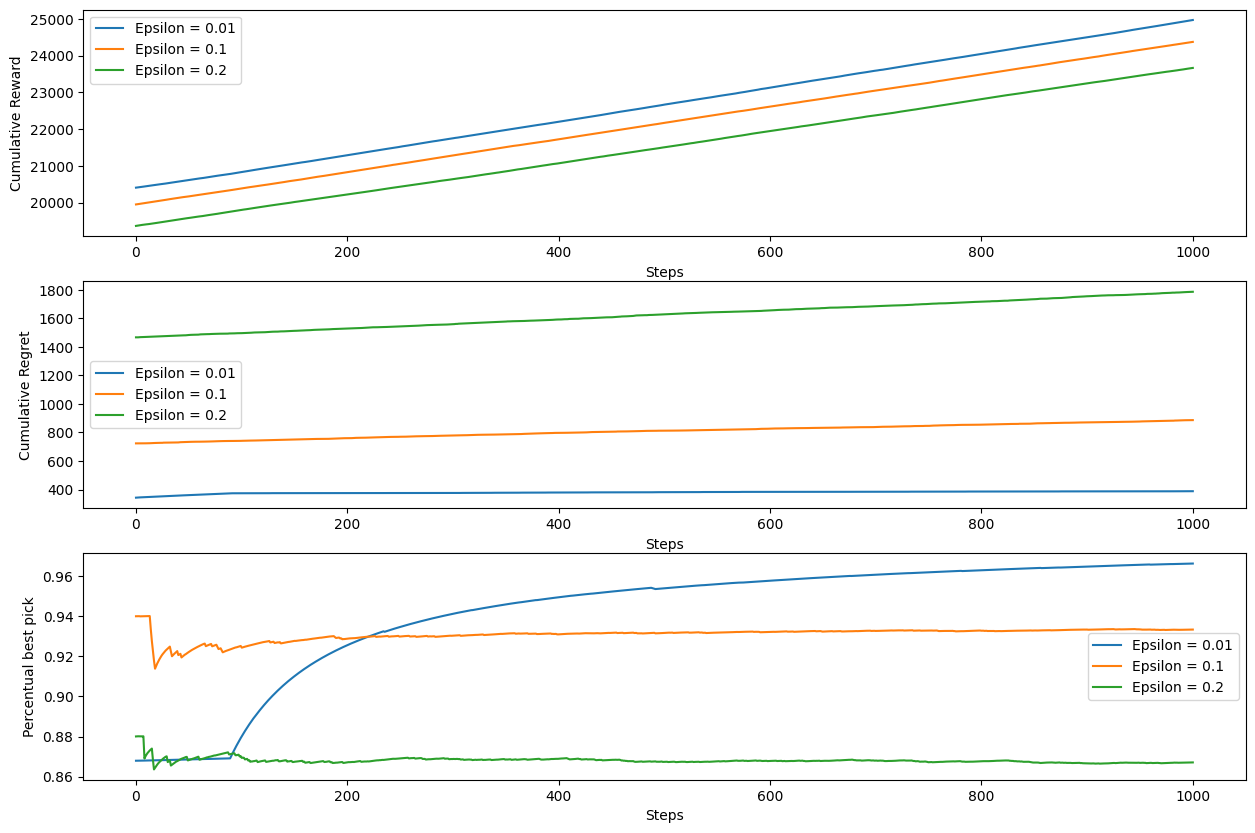 Cumulative Reward
25000
24000
23000
22000
21000
20000
Epsilon = 0.01
Epsilon = 0.1
Epsilon = 0.2
0
200
400
600
800
1000
Steps
Cumulative Regret
1800
1600
1400
1200
1000
800
600
400
Epsilon = 0.01
Epsilon = 0.1
Epsilon = 0.2
0
200
400
600
800
1000
Steps
Percentual best pick
0.96
0.94
0.92
0.90
0.88
0.86
Epsilon = 0.01
Epsilon = 0.1
Epsilon = 0.2
0
200
400
600
800
1000
Steps